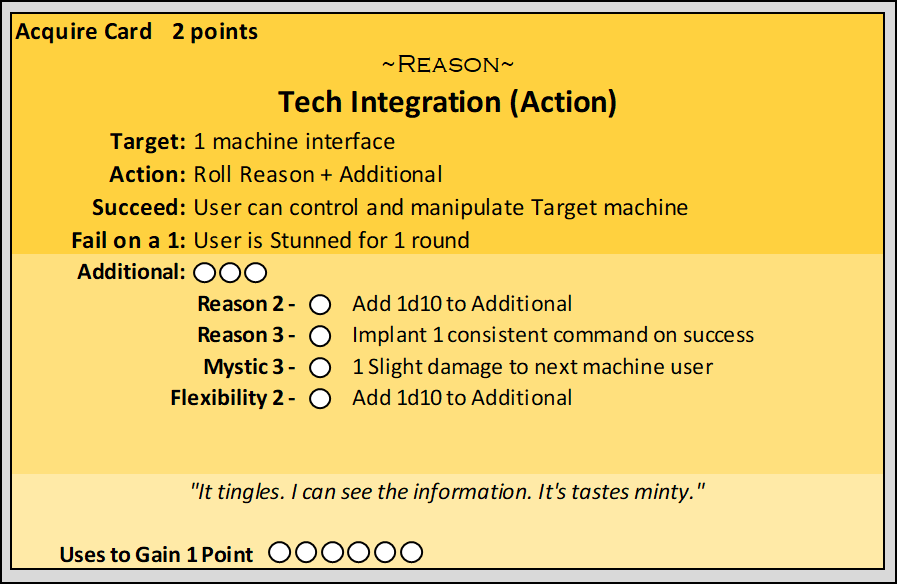 Acquire Card 2 points
~Reason~
Tech Integration (Action)
Target: 1 machine interface
Action: Roll Reason + Additional
Succeed: User can control and manipulate Target machine
Fail on a 1: User is Stunned for 1 round
Additional:
Reason 2 - Add 1d10 to Additional
Reason 3 - Implant 1 consistent command on success
Mystic 3 - 1 Slight damage to next machine user
Flexibility 2 - Add 1d10 to Additional
"It tingles. I can see the information. It's tastes minty."
Uses to Gain 1 Point